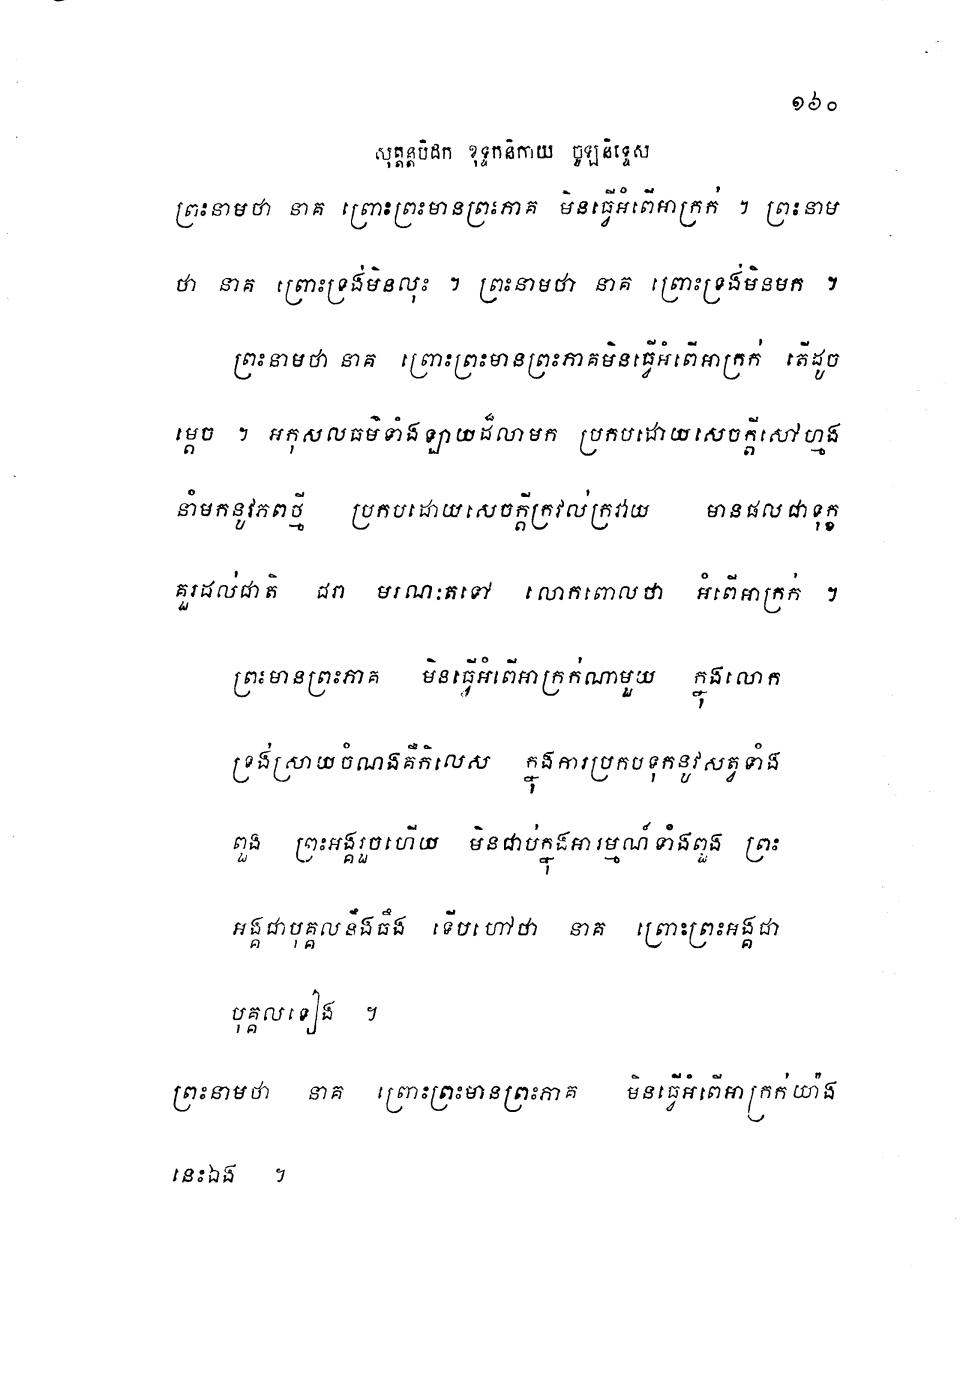 ១៦០
សុត្តន្តបិដក ខុទ្ទកនិកាយ ចូឡនិទ្ទេស
ព្រះនាមថា នាគ ព្រោះព្រះមានព្រះភាគ មិនធ្វើអំពើអាក្រក់ ។ ព្រះនាម
ថា នាគ ព្រោះទ្រង់មិនលុះ ។ ព្រះនាមថា នាគ ព្រោះទ្រង់មិនមក ។
ព្រះនាមថា នាគ ព្រោះព្រះមានព្រះភាគមិនធ្វើអំពើអាក្រក់ តើដូច
ម្តេច ។ អកុសលធម៌ទាំងឡាយដ៏លាមក ប្រកបដោយសេចក្តីសៅហ្មង
នាំមកនូវភពថ្មី ប្រកបដោយសេចក្តីក្រវល់ក្រវាយ មានផលជាទុក្ខ
គួរដល់ជាតិ ជរា មរណៈតទៅ លោកពោលថា អំពើអាក្រក់ ។
ព្រះមានព្រះភាគ មិនធ្វើអំពើអាក្រក់ណាមួយ ក្នុងលោក
ទ្រង់ស្រាយចំណងគឺកិលេស ក្នុងការប្រកបទុកនូវសត្វទាំង
ពួង ព្រះអង្គរួចហើយ មិនជាប់ក្នុងអារម្មណ៍ទាំងពួង ព្រះ
អង្គជាបុគ្គលនឹងធឹង ទើបហៅថា នាគ ព្រោះព្រះអង្គជា
បុគ្គលទៀង ។
ព្រះនាមថា នាគ ព្រោះព្រះមានព្រះភាគ មិនធ្វើអំពើអាក្រក់យ៉ាង
នេះឯង ។